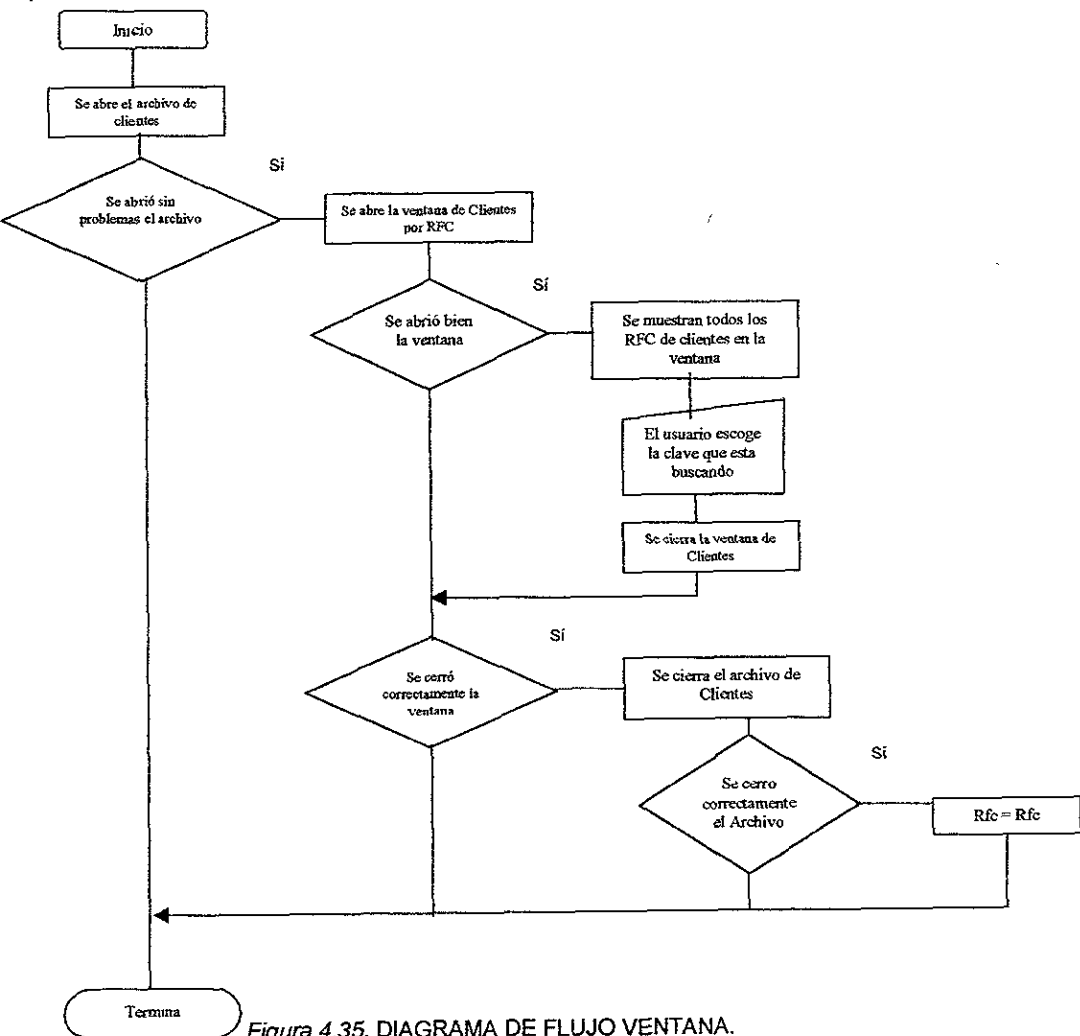 Inicio
Se abre el archivo de
clientes
Si
Se abrió sin
problemas el archivo
Se abre la ventana de Clientes
por RFC
Sí
Se abrió bien
la ventana
Se muestran todos los
RFC de clientes en la
ventana
El usuario escoge
la clave que esta
buscando
Se cierra la ventana de
Clientes
Sí
Se cerró
correctamente la
ventana
Se cierra el archivo de
Clientes
Sí
Se cerro
correctamente
el Archivo
Rfc = Rfc
Termina
Figura 4.35. DIAGRAMA DE FLUJO VENTANA.